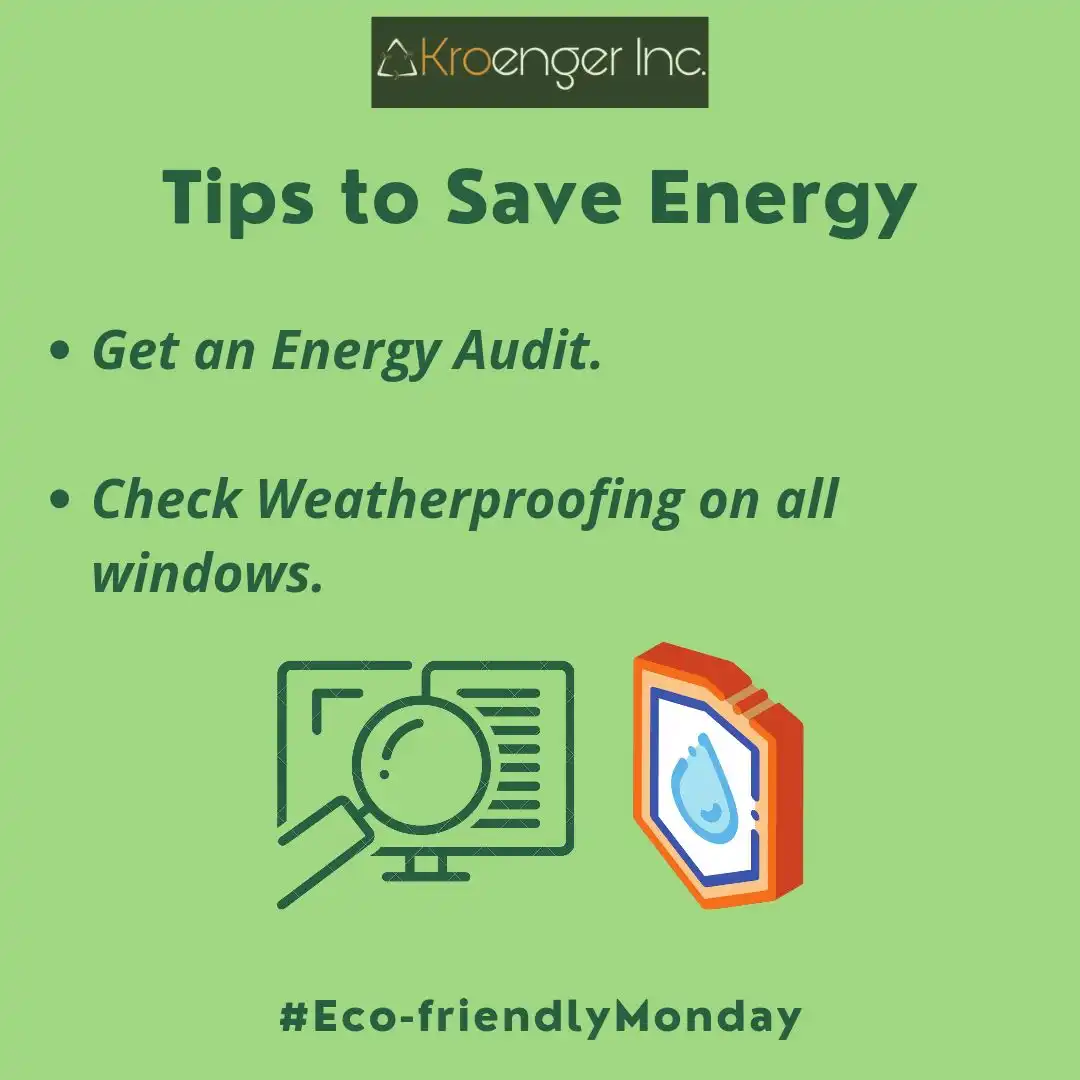 Kroenger Inc.
Tips to Save Energy
• Get an Energy Audit.
• Check Weatherproofing on all
windows.
#Eco-friendlyMonday